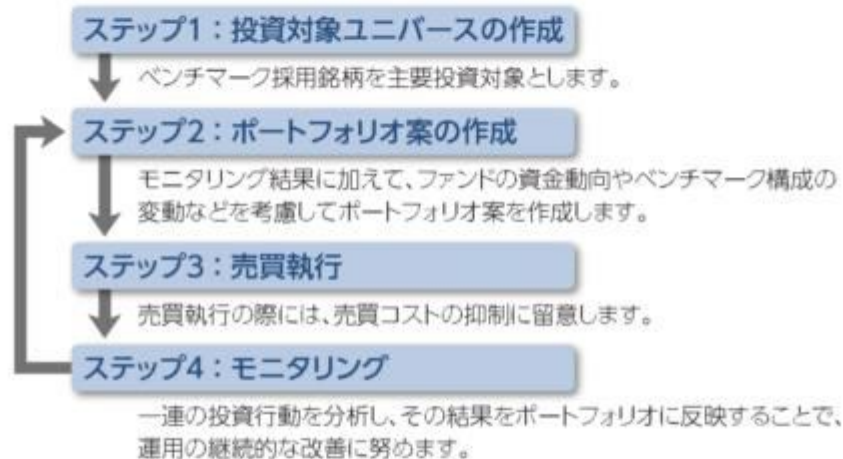 ステップ1：投資対象ユニバースの作成
ベンチマーク採用銘柄を主要投資対象とします。
ステップ2：ポートフォリオ案の作成
モニタリング結果に加えて、ファンドの資金動向やベンチマーク構成の
変動などを考慮してポートフォリオ案を作成します。
ステップ3：売買執行
売買執行の際には、売買コストの抑制に留意します。
ステップ4：モニタリング
一連の投資行動を分析し、その結果をポートフォリオに反映することで、
運用の継続的な改善に努めます。